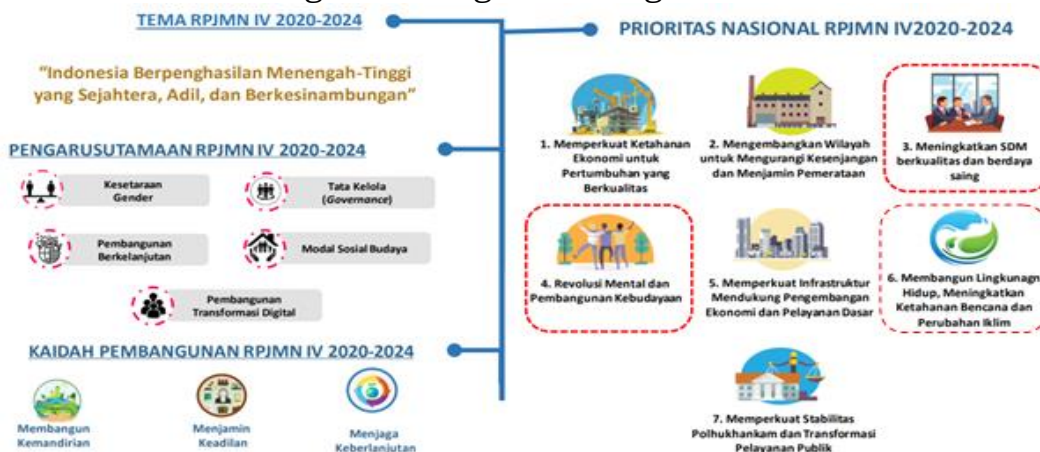 TEMA RPJMN IV 2020-2024
“Indonesia Berpenghasilan Menengah-Tinggi
yang Sejahtera, Adil, dan Berkesinambungan”
PENGARUSUTAMAAN RPJMN IV 2020-2024
Kesetaraan
Gender
Tata Kelola
(Governance)
Pembangunan
Berkelanjutan
Modal Sosial Budaya
Pembangunan
Transformasi Digital
KAIDAH PEMBANGUNAN RPJMN IV 2020-2024
Membangun
Kemandirian
Menjamin
Keadilan
Menjaga
Keberlanjutan
PRIORITAS NASIONAL RPJMN IV2020-2024
1. Memperkuat Ketahanan
Ekonomi untuk
Pertumbuhan yang
Berkualitas
2. Mengembangkan Wilayah
untuk Mengurangi Kesenjangan
dan Menjamin Pemerataan
3. Meningkatkan SDM
berkualitas dan berdaya
saing
4. Revolusi Mental dan
Pembangunan Kebudayaan
5. Memperkuat Infrastruktur
Mendukung Pengembangan
Ekonomi dan Pelayanan Dasar
6. Membangun Lingkunagn
Hidup, Meningkatkan
Ketahanan Bencana dan
Perubahan Iklim
7. Memperkuat Stabilitas
Polhukhankam dan Transformasi
Pelayanan Publik